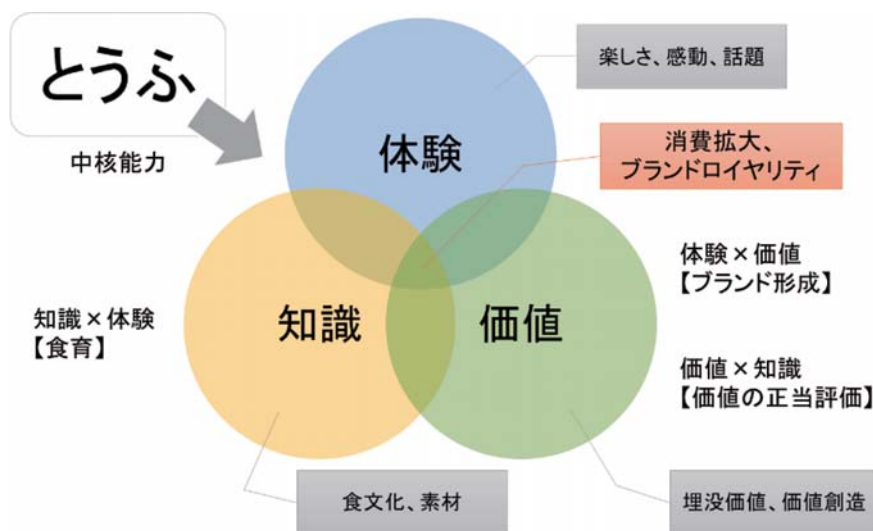 とうふ
中核能力
体験
楽しさ、感動、話題
消費拡大、
ブランドロイヤリティ
体験×価値
【ブランド形成】
知識×体験
【食育】
知識
価値
価値×知識
【価値の正当評価】
食文化、素材
埋没価値、価値創造